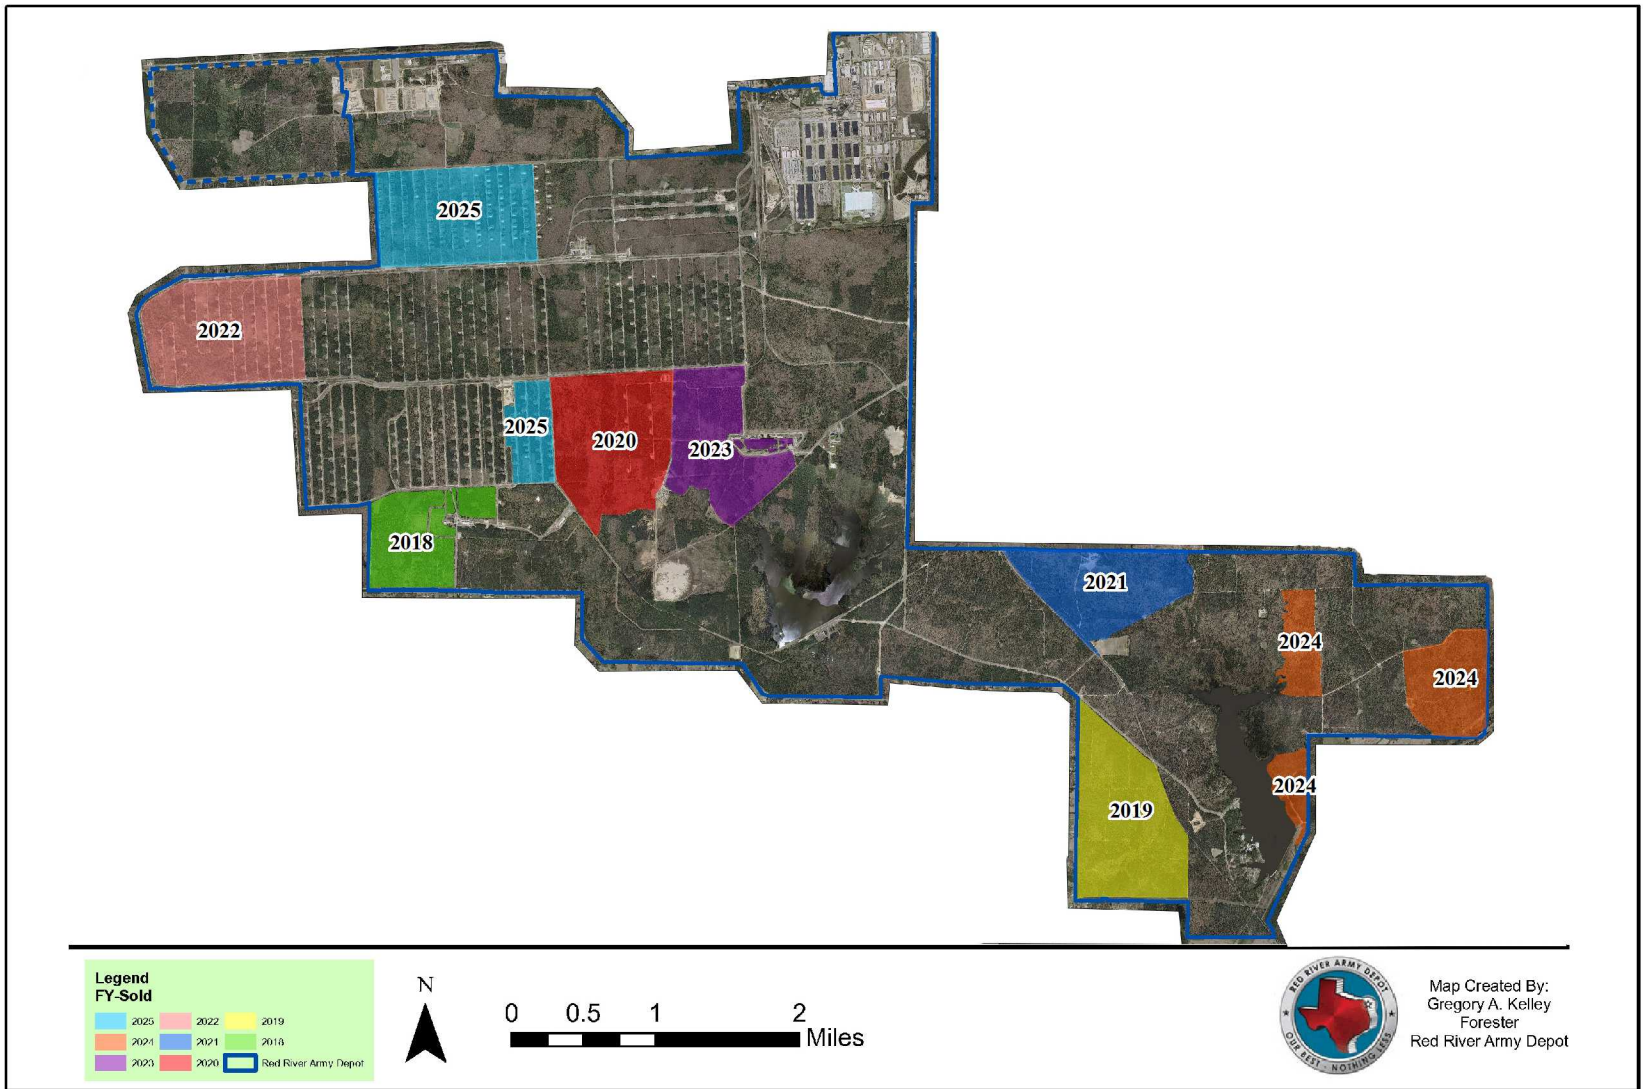 2025
2022
2025
2020
2023
2018
2021
2024
2024
2024
2019
Legend
FY-Sold
2025
2022
2019
2024
2021
2018
2023
2020
Red River Army Depot
N
0
0.5
1
2
Miles
RED RIVER ARMY DEPOT
OUR BEST - NOTHING LESS
Map Created By:
Gregory A. Kelley
Forester
Red River Army Depot